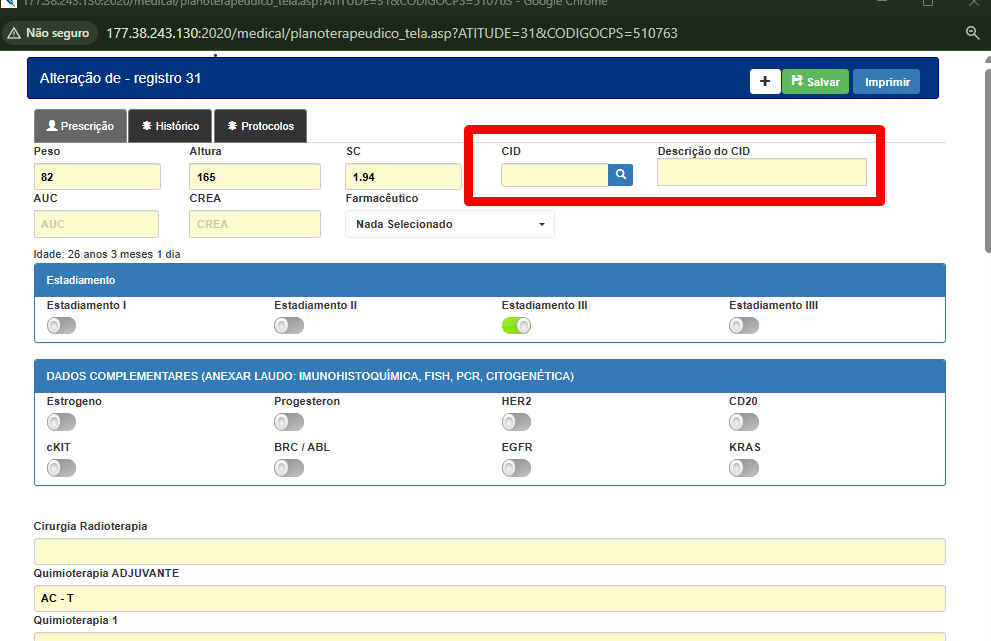 177.38.243.130:2020/medical/planoterapeudico_tela.asp?ATITUDE=31&CODIGOCPS=510763 - Google Chrome
Não seguro 177.38.243.130:2020/medical/planoterapeudico_tela.asp?ATITUDE=31&CODIGOCPS=510763
Alteração de - registro 31
+ Salvar Imprimir
Prescrição Histórico Protocolos
Peso Altura SC CID Descrição do CID
82 165 1.94
AUC CREA Farmacêutico
AUC CREA Nada Selecionado
Idade: 26 anos 3 meses 1 dia
Estadiamento
Estadiamento I Estadiamento II Estadiamento III Estadiamento IIII
DADOS COMPLEMENTARES (ANEXAR LAUDO: IMUNOHISTOQUÍMICA, FISH, PCR, CITOGENÉTICA)
Estrogeno Progesteron HER2 CD20
cKIT BRC / ABL EGFR KRAS
Cirurgia Radioterapia
Quimioterapia ADJUVANTE
AC - T
Quimioterapia 1